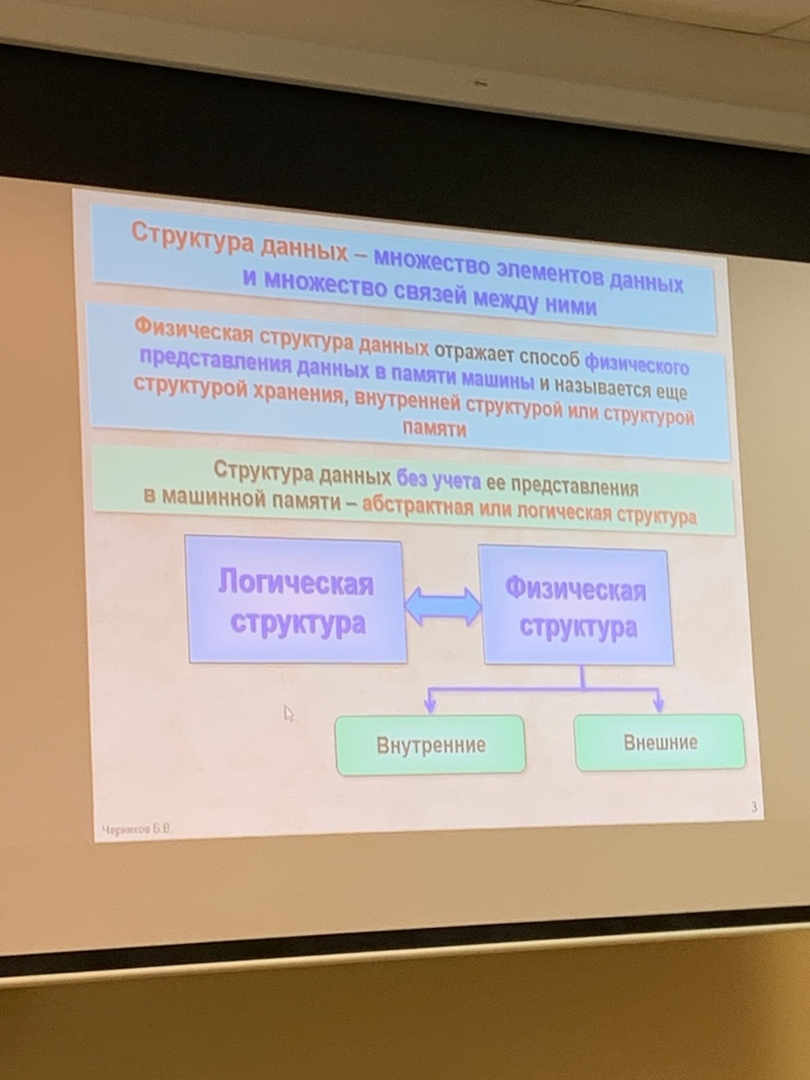 Структура данных – множество элементов данных
и множество связей между ними
Физическая структура данных отражает способ физического
представления данных в памяти машины и называется еще
структурой хранения, внутренней структурой или структурой
памяти
Структура данных без учета ее представления
в машинной памяти – абстрактная или логическая структура
Логическая
структура
Физическая
структура
Внутренние
Внешние
3
Черников Б.В.